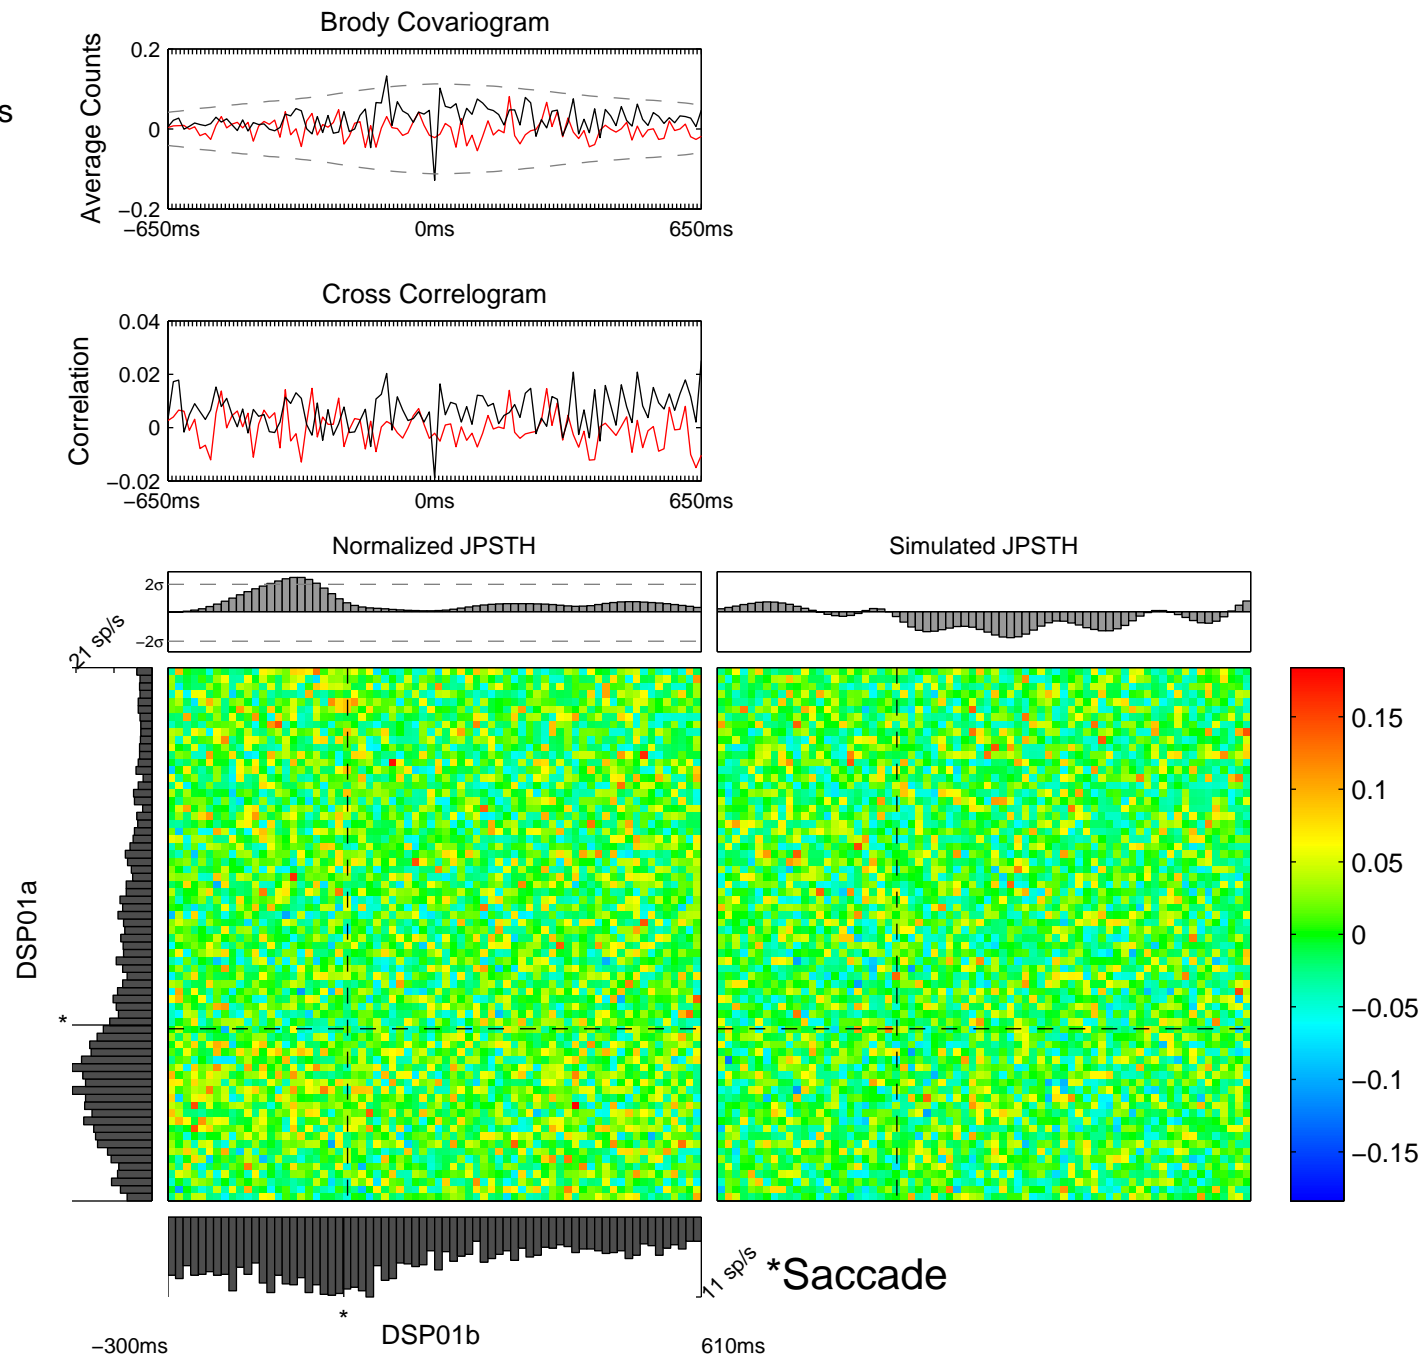 Brody Covariogram
s
Average Counts
0.2
0
−0.2
−650ms
0ms
650ms
Cross Correlogram
Correlation
0.04
0.02
0
−0.02
−650ms
0ms
650ms
Normalized JPSTH
Simulated JPSTH
2σ
−2σ
21 sp/s
DSP01a
*
0.15
0.1
0.05
0
−0.05
−0.1
−0.15
11 sp/s
*Saccade
*
DSP01b
−300ms
610ms